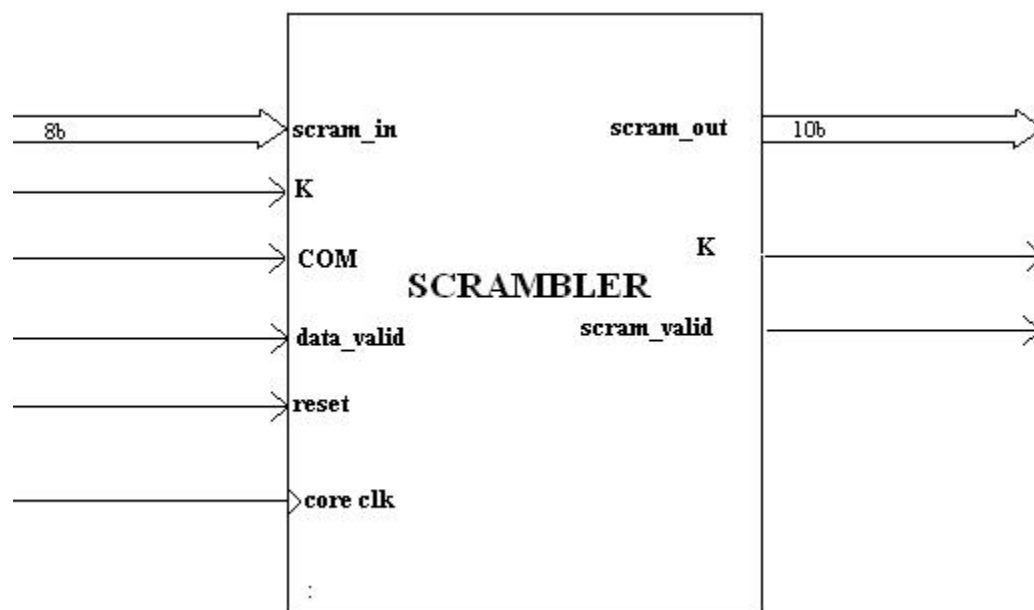 8b
scram_in
scram_out
10b
K
K
COM
SCRAMBLER
data_valid
scram_valid
reset
core clk
: